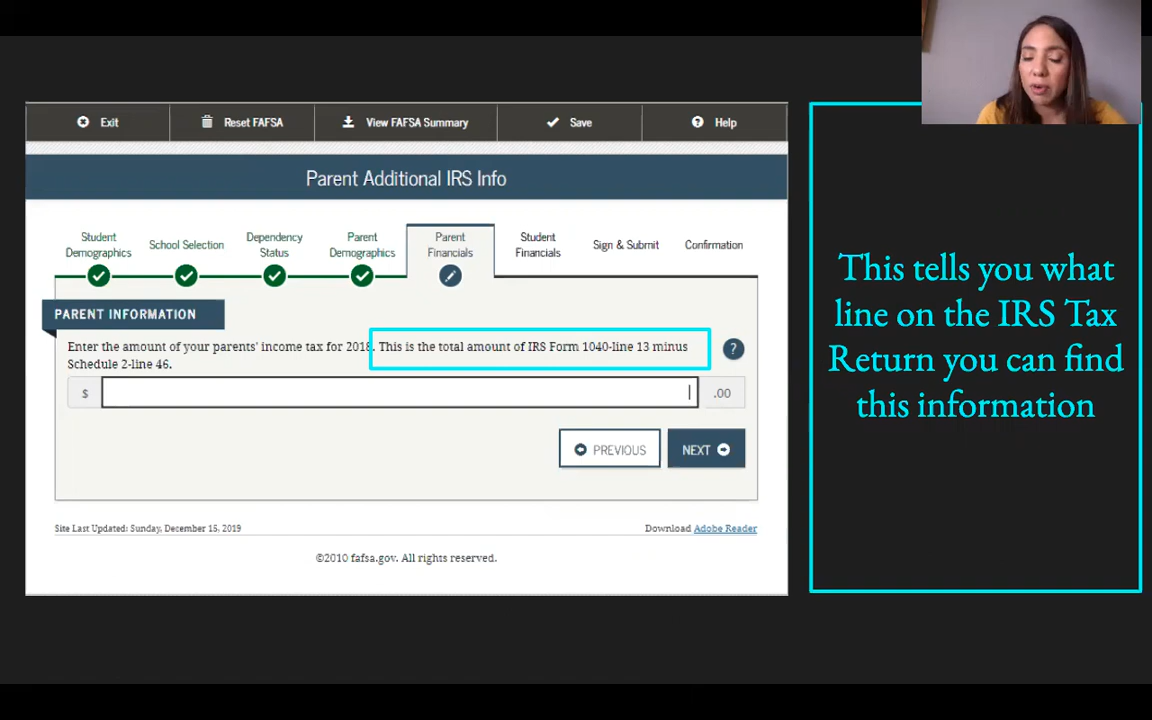 Exit
Reset FAFSA
View FAFSA Summary
Save
Help
Parent Additional IRS Info
Student
Demographics
School Selection
Dependency
Status
Parent
Demographics
Parent
Financials
Student
Financials
Sign & Submit
Confirmation
PARENT INFORMATION
Enter the amount of your parents' income tax for 2018. This is the total amount of IRS Form 1040-line 13 minus
Schedule 2-line 46.
?
$
.00
PREVIOUS
NEXT
Site Last Updated: Sunday, December 15, 2019
Download Adobe Reader
©2010 fafsa.gov. All rights reserved.
This tells you what
line on the IRS Tax
Return you can find
this information